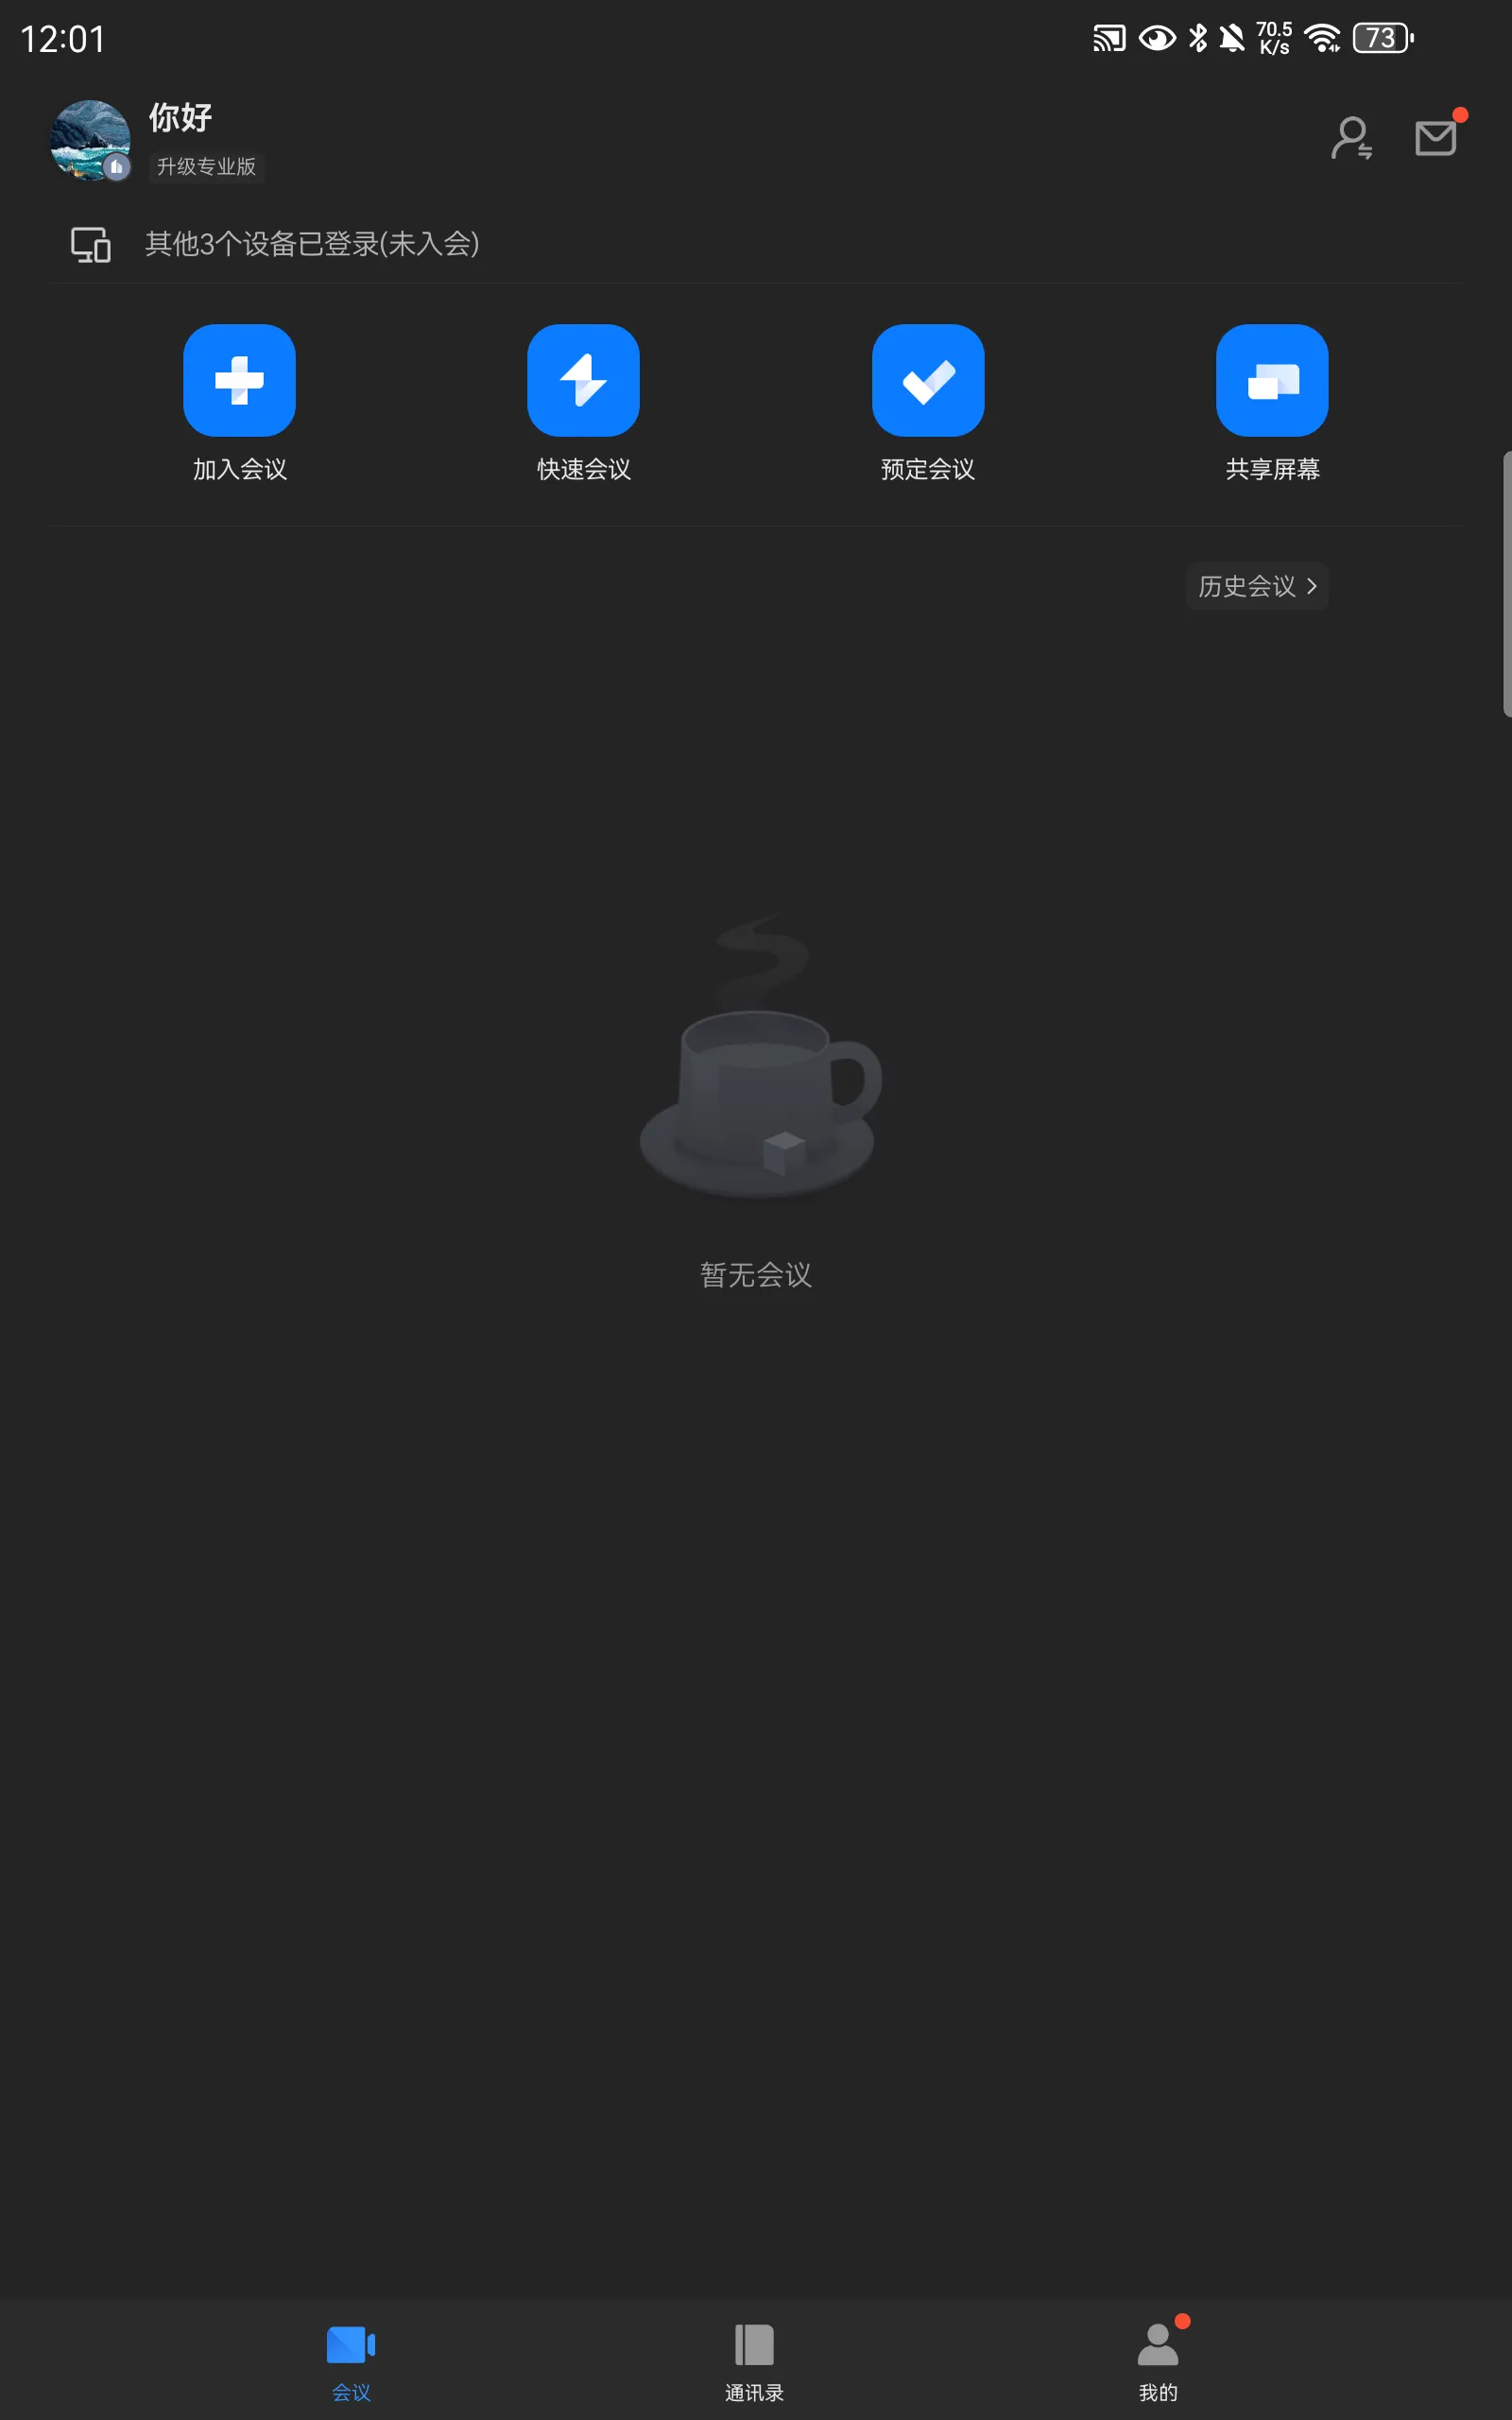 12:01
70.5
K/s
73
你好
升级专业版
其他3个设备已登录(未入会)
加入会议
快速会议
预定会议
共享屏幕
历史会议
暂无会议
会议
通讯录
我的